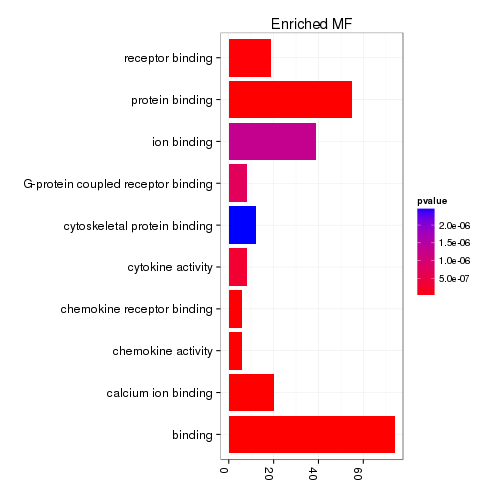 Enriched MF
receptor binding
protein binding
ion binding
G-protein coupled receptor binding
cytoskeletal protein binding
cytokine activity
chemokine receptor binding
chemokine activity
calcium ion binding
binding
0
20
40
60
pvalue
2.0e-06
1.5e-06
1.0e-06
5.0e-07